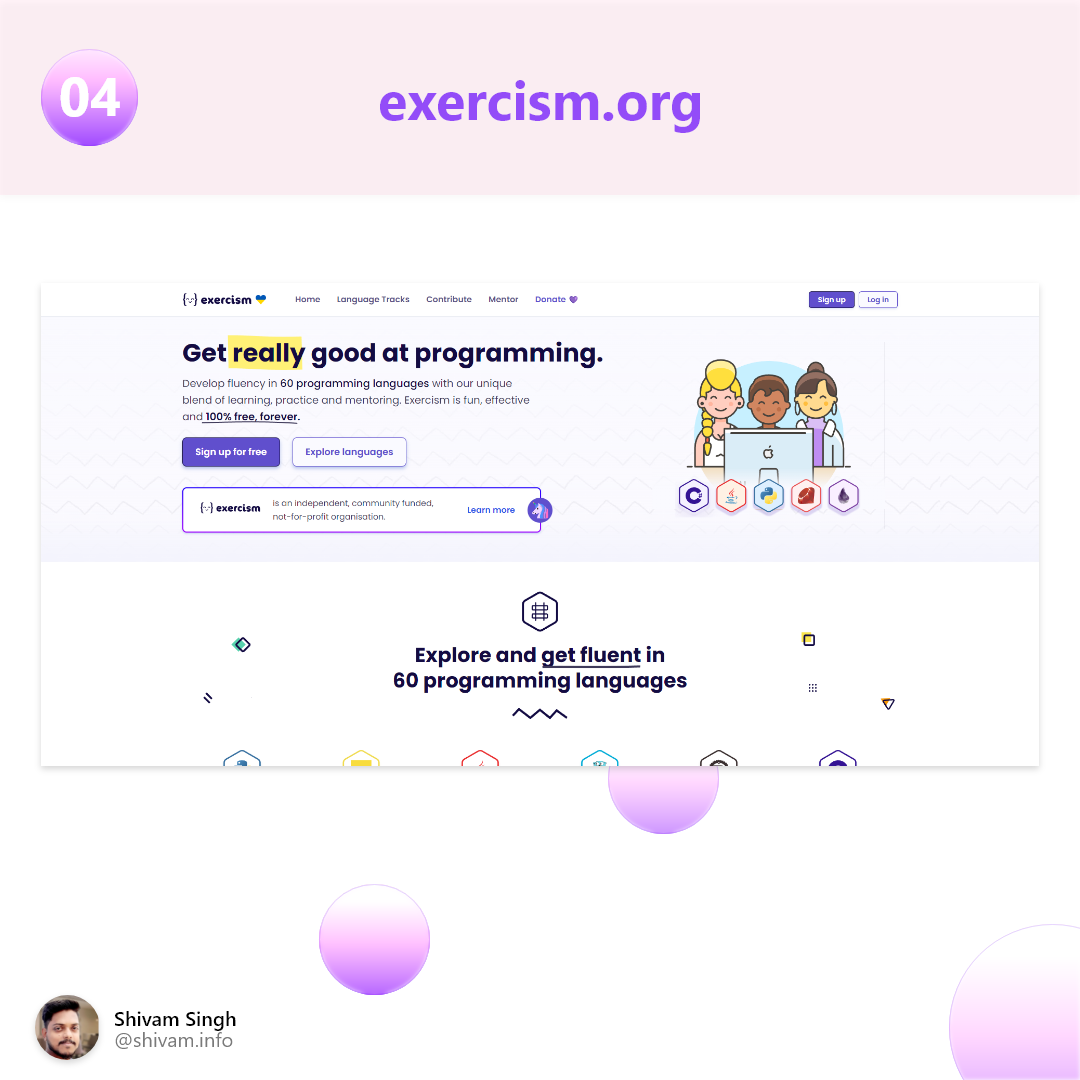 04
exercism.org
exercism
Home
Language Tracks
Contribute
Mentor
Donate
Sign up
Log in
Get really good at programming.
Develop fluency in 60 programming languages with our unique
blend of learning, practice and mentoring. Exercism is fun, effective
and 100% free, forever.
Sign up for free
Explore languages
exercism
is an independent, community funded,
not-for-profit organisation.
Learn more
Explore and get fluent in
60 programming languages
Shivam Singh
@shivam.info